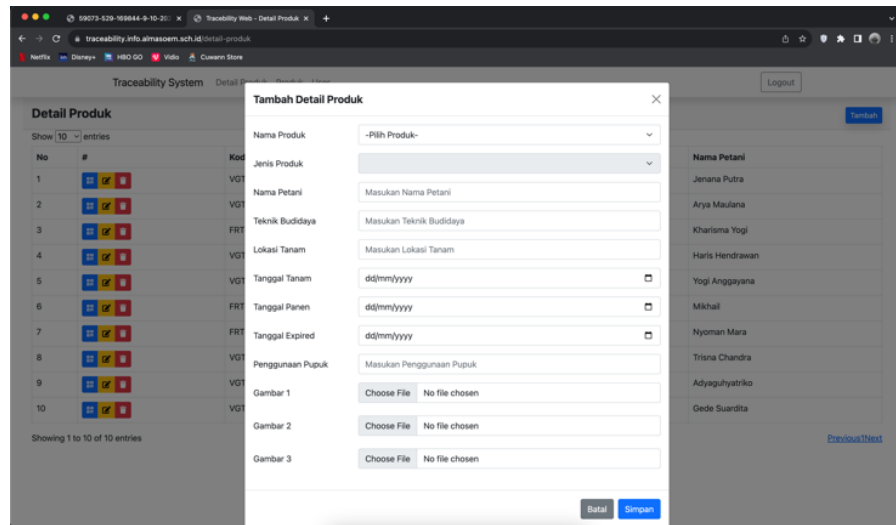 59073-529-169844-9-10-20
Traceability Web - Detail Produk
traceability.info.almasoem.sch.id/detail-produk
Netflix Disney+ HBO GO Vidio Cuwann Store
Traceability System Detail Produk Produk User Logout
Detail Produk
Tambah
Show 10 entries
No # Kod Nama Petani
1 VGT Jenana Putra
2 VGT Arya Maulana
3 FRT Kharisma Yogi
4 VGT Haris Hendrawan
5 VGT Yogi Anggayana
6 FRT Mikhail
7 FRT Nyoman Mara
8 VGT Trisna Chandra
9 VGT Adyaguhyatriko
10 VGT Gede Suardita
Showing 1 to 10 of 10 entries
Previous1Next
Tambah Detail Produk
Nama Produk -Pilih Produk-
Jenis Produk
Nama Petani Masukan Nama Petani
Teknik Budidaya Masukan Teknik Budidaya
Lokasi Tanam Masukan Lokasi Tanam
Tanggal Tanam dd/mm/yyyy
Tanggal Panen dd/mm/yyyy
Tanggal Expired dd/mm/yyyy
Penggunaan Pupuk Masukan Penggunaan Pupuk
Gambar 1 Choose File No file chosen
Gambar 2 Choose File No file chosen
Gambar 3 Choose File No file chosen
Batal Simpan